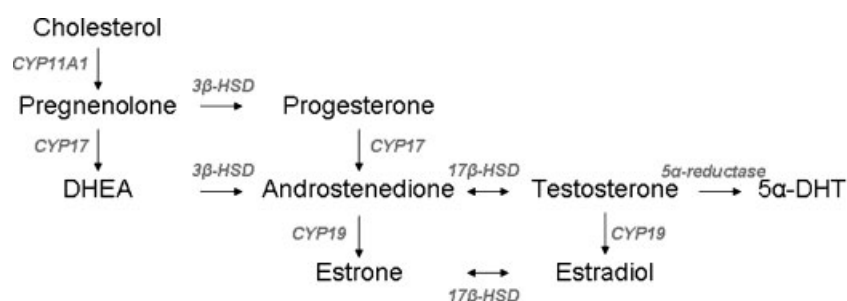 Cholesterol
CYP11A1
3β-HSD
Pregnenolone Progesterone
CYP17 CYP17
3β-HSD 17β-HSD 5α-reductase
DHEA Androstenedione Testosterone 5α-DHT
CYP19 CYP19
Estrone Estradiol
17β-HSD